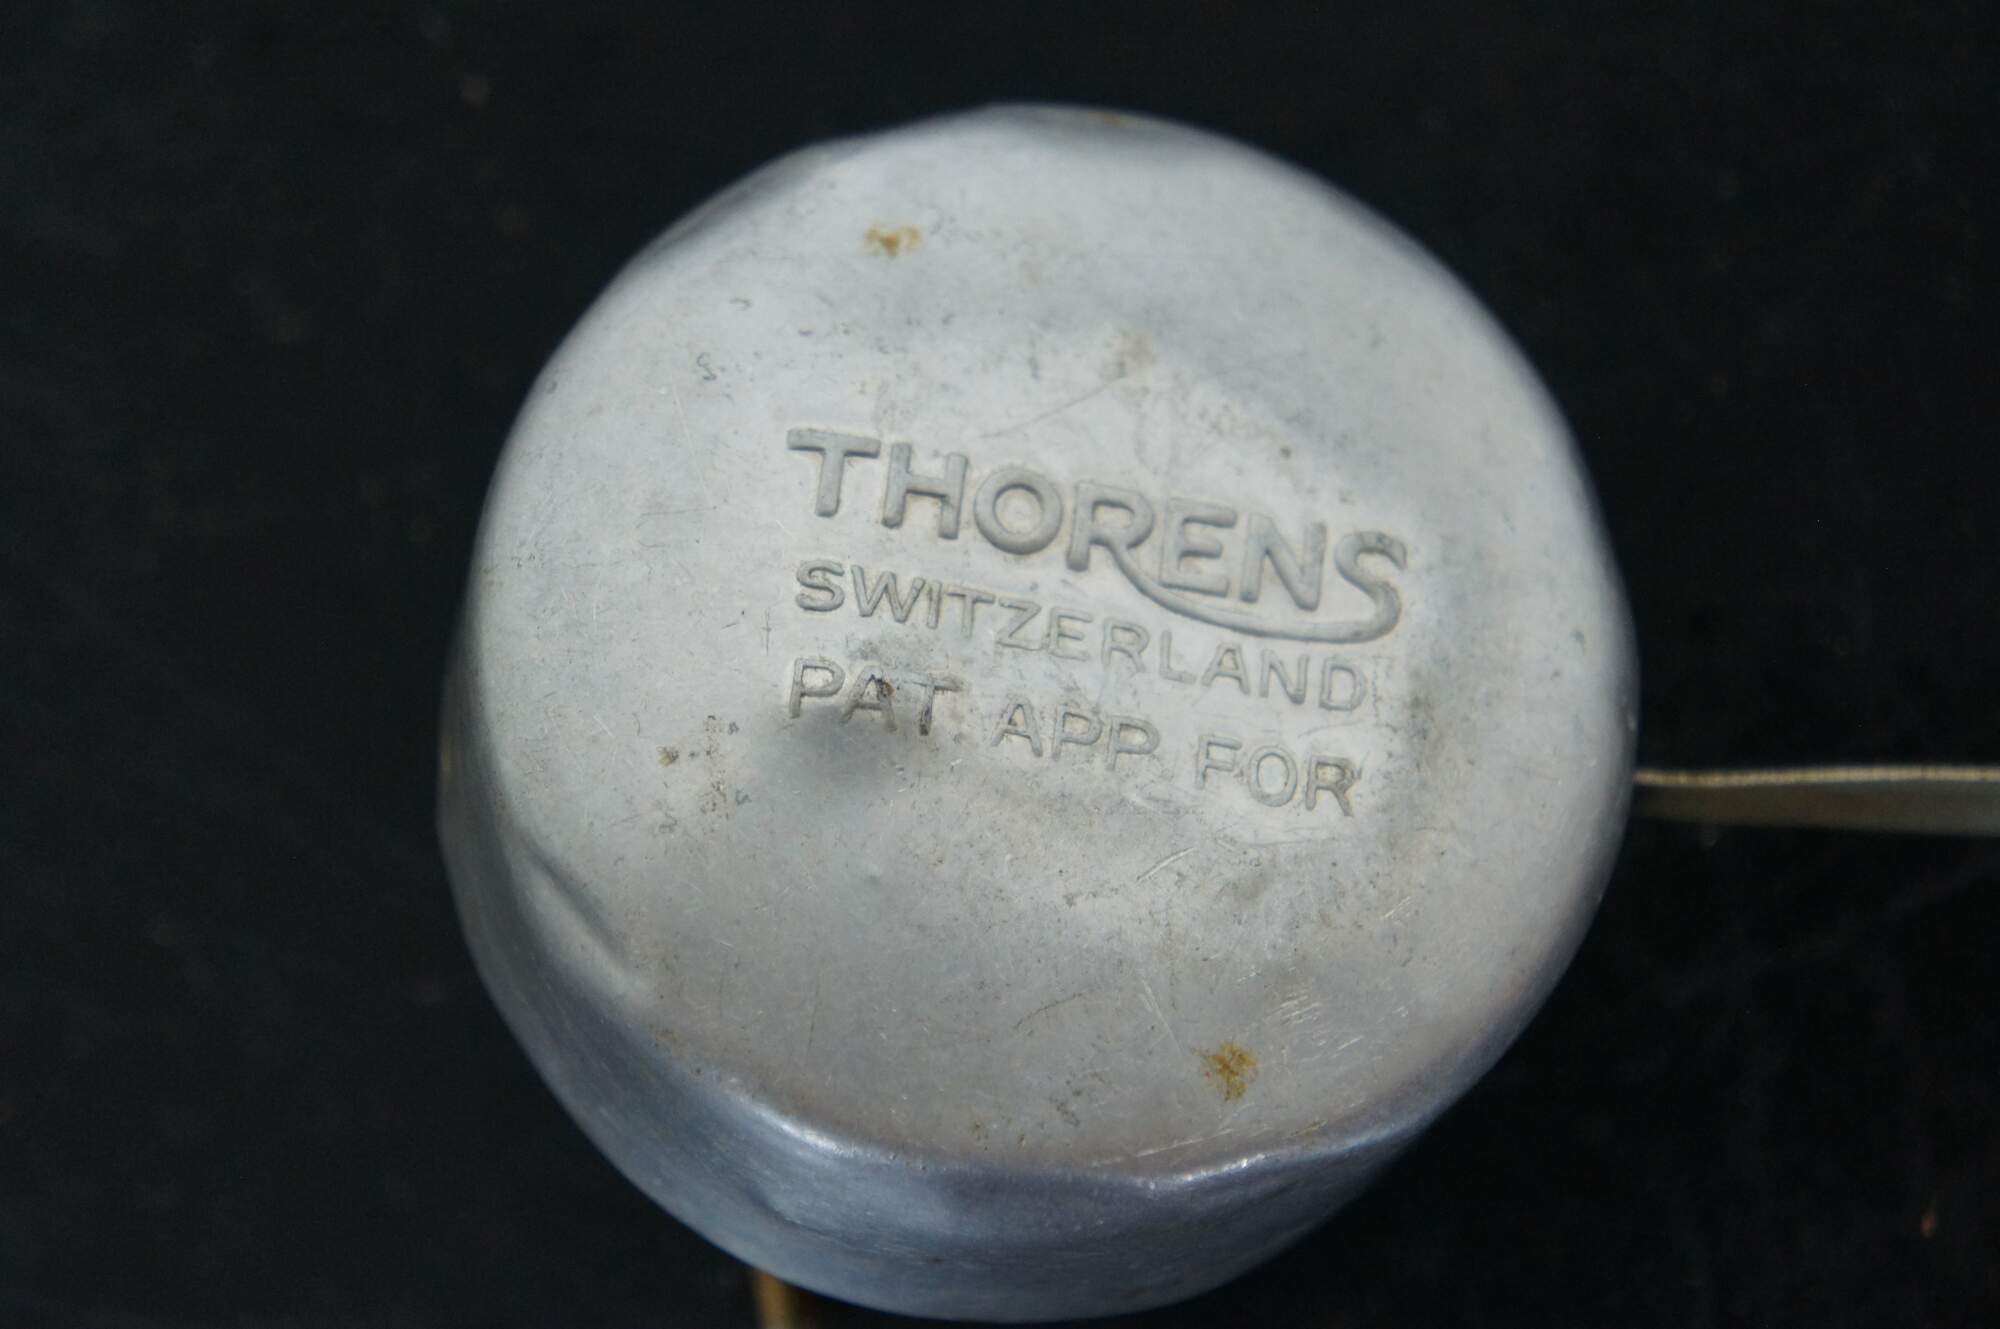 THORENS
SWITZERLAND
PAT. APP. FOR